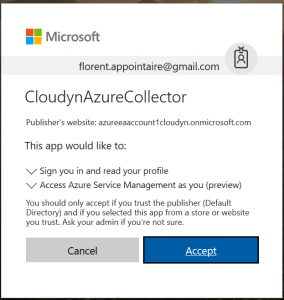 Microsoft
florent.appointaire@gmail.com
CloudynAzureCollector
Publisher's website: azureeaaccount1cloudyn.onmicrosoft.com
This app would like to:
Sign you in and read your profile
Access Azure Service Management as you (preview)
You should only accept if you trust the publisher (Default
Directory) and if you selected this app from a store or website
you trust. Ask your admin if you're not sure.
Cancel
Accept